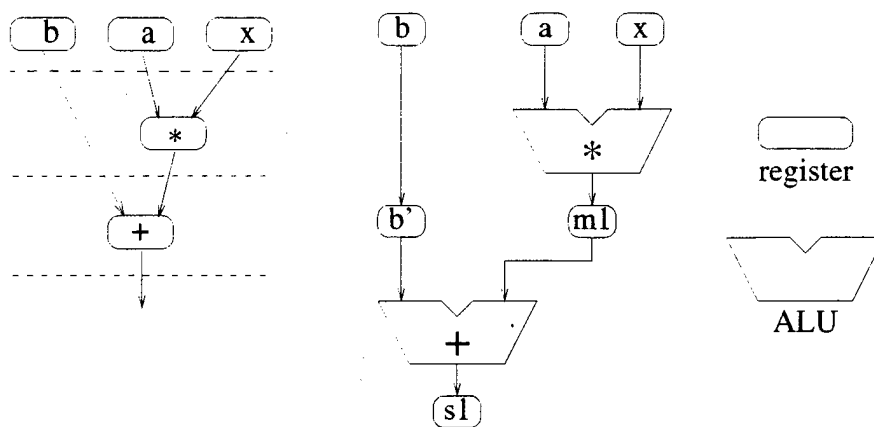 b a x
*
+
b a x
*
b' m1
+
s1
register
ALU